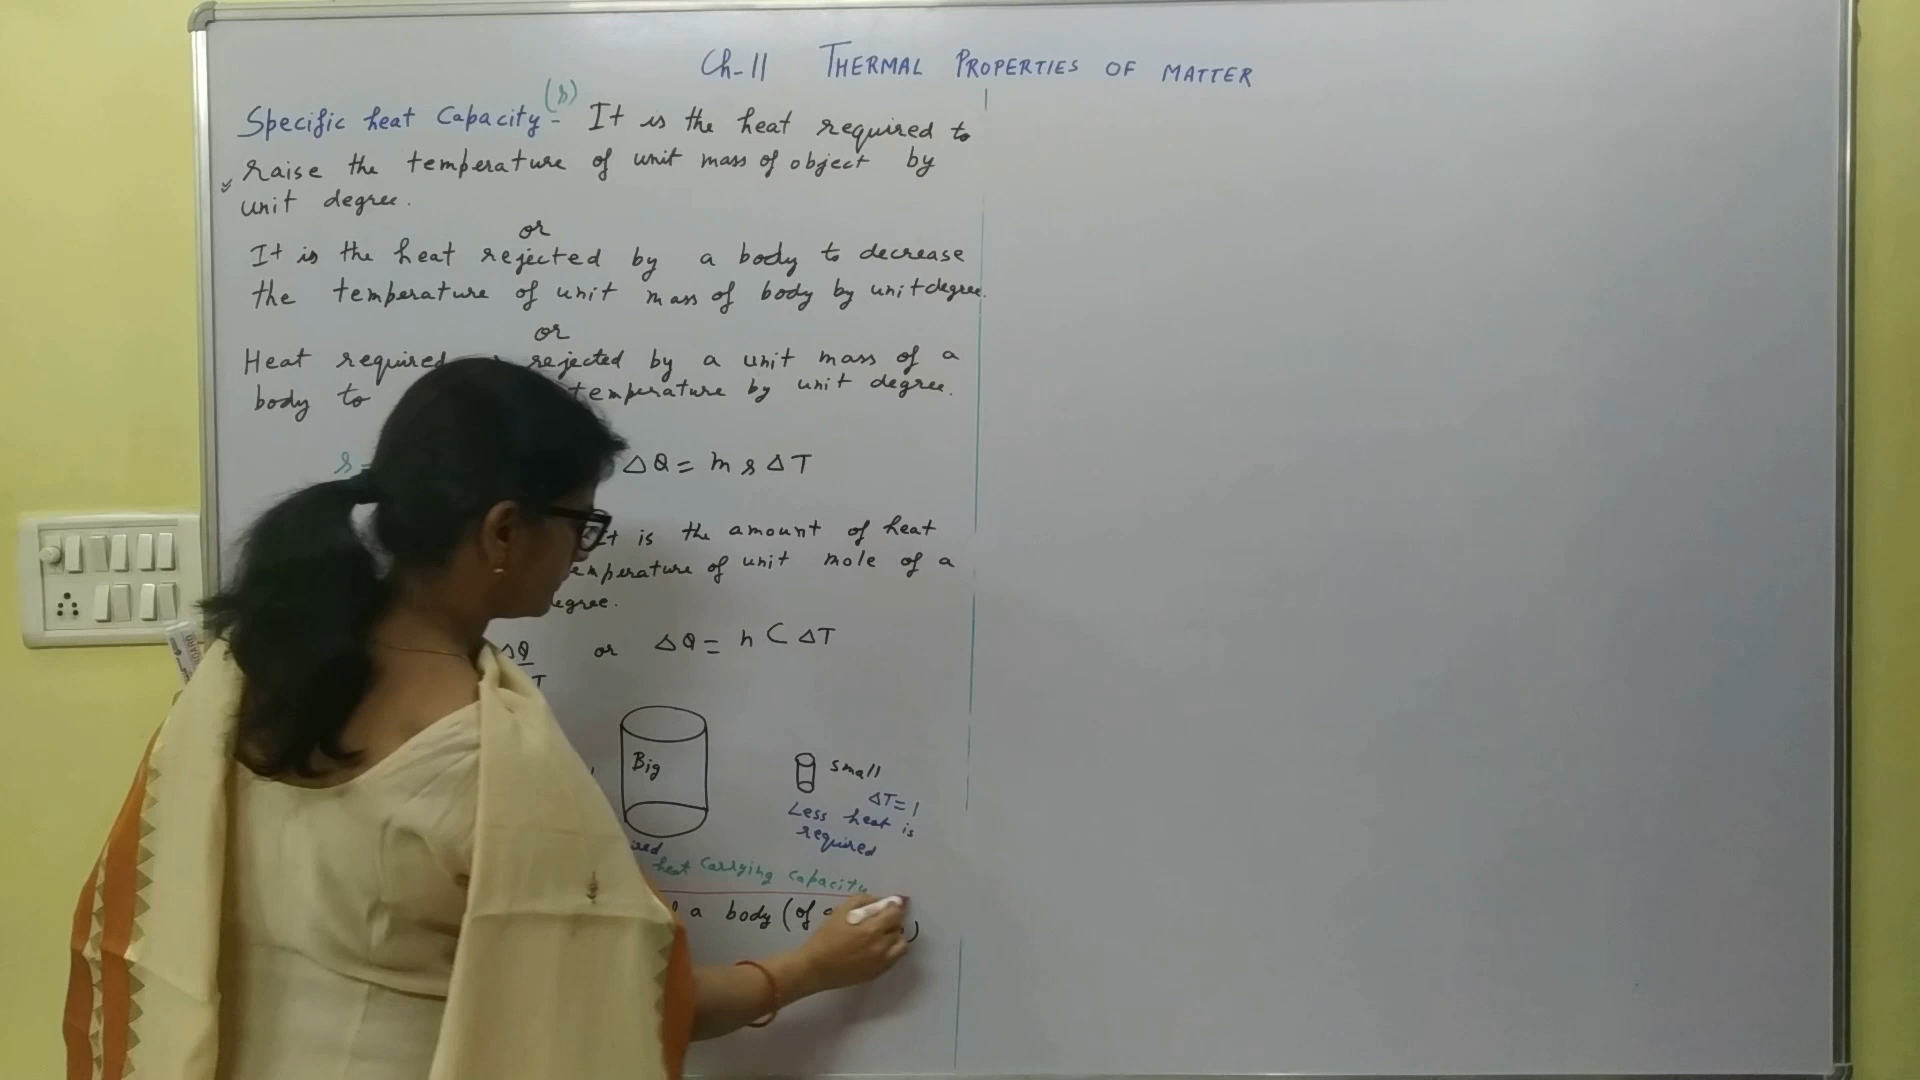 Ch-11 THERMAL PROPERTIES OF MATTER
Specific heat Capacity (s) - It is the heat required to
raise the temperature of unit mass of object by
unit degree.
or
It is the heat rejected by a body to decrease
the temperature of unit mass of body by unit degree.
or
Heat required rejected by a unit mass of a
body to temperature by unit degree.
s = ΔQ = m s ΔT
It is the amount of heat
temperature of unit mole of a
degree.
ΔQ or ΔQ = n C ΔT
T
Big
small
ΔT = 1
Less heat is
required
heat carrying capacity
a body (of